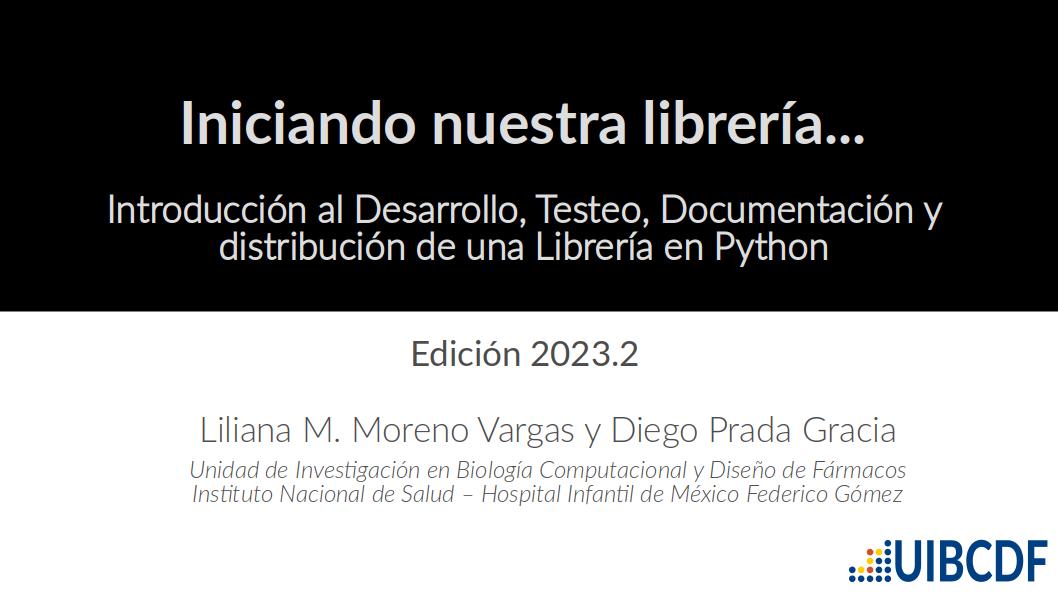 Iniciando nuestra librería...
Introducción al Desarrollo, Testeo, Documentación y
distribución de una Librería en Python
Edición 2023.2
Liliana M. Moreno Vargas y Diego Prada Gracia
Unidad de Investigación en Biología Computacional y Diseño de Fármacos
Instituto Nacional de Salud – Hospital Infantil de México Federico Gómez
UIBCDF